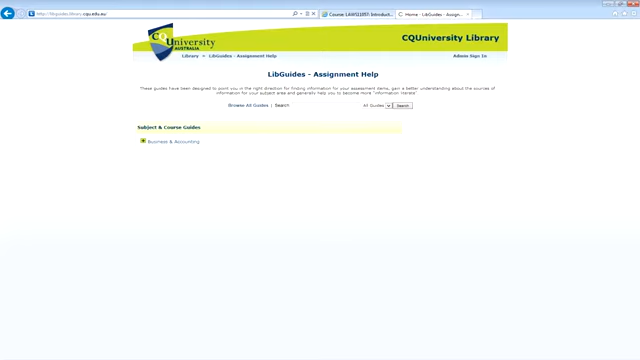 http://libguides.library.cqu.edu.au/
Course: LAWS11057: Introducti...
Home - LibGuides - Assignm...
CQUniversity
AUSTRALIA
CQUniversity Library
Library » LibGuides - Assignment Help
Admin Sign In
LibGuides - Assignment Help
These guides have been designed to point you in the right direction for finding information for your assessment items, gain a better understanding about the sources of
information for your subject area and generally help you to become more "information literate".
Browse All Guides | Search
All Guides
Search
Subject & Course Guides
Business & Accounting